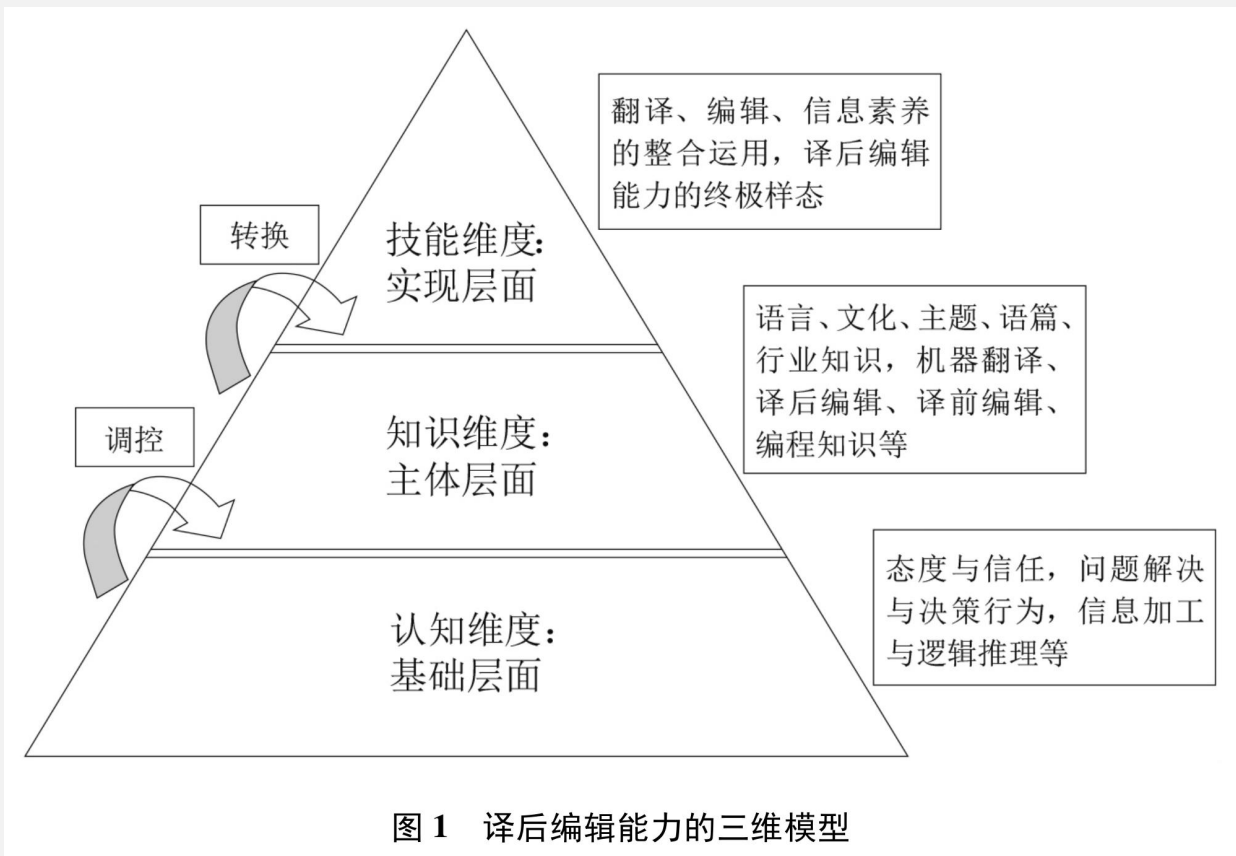 翻译、编辑、信息素养
的整合运用，译后编辑
能力的终极样态
转换
技能维度：
实现层面
语言、文化、主题、语篇、
行业知识，机器翻译、
译后编辑、译前编辑、
编程知识等
调控
知识维度：
主体层面
态度与信任，问题解决
与决策行为，信息加工
与逻辑推理等
认知维度：
基础层面
图 1 译后编辑能力的三维模型